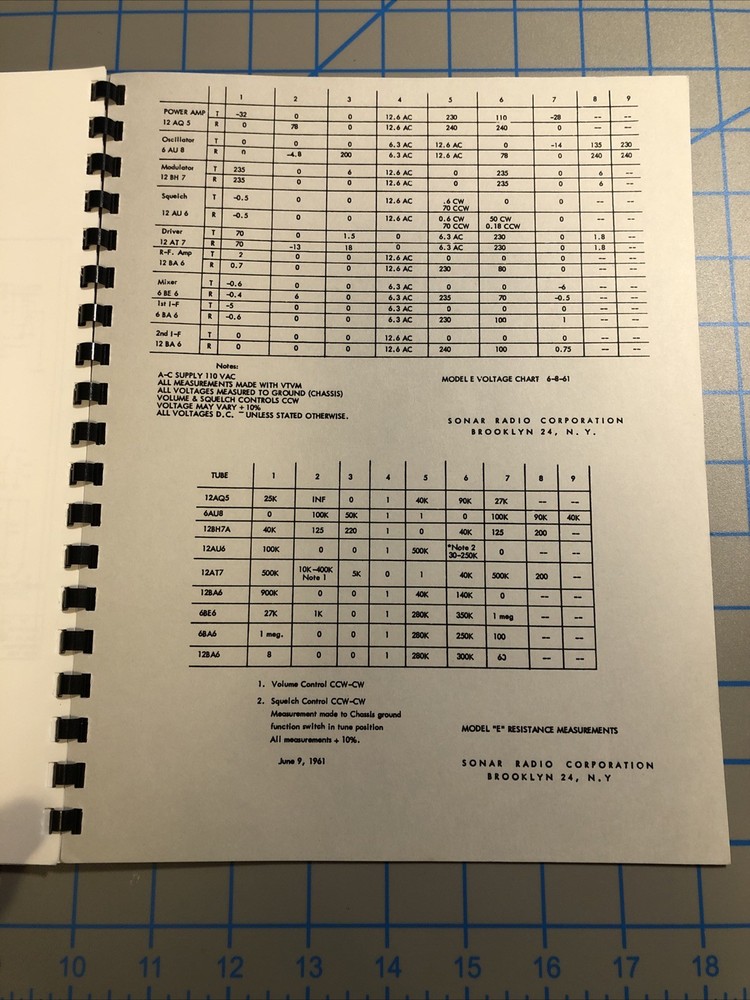 1 2 3 4 5 6 7 8 9
POWER AMP T -32 0 0 12.6 AC 230 110 -28 -- --
12 AQ 5 R 0 78 0 12.6 AC 240 240 0 -- --
Oscillator T 0 0 0 6.3 AC 12.6 AC 0 -14 135 230
6 AU 8 R 0 -4.8 200 6.3 AC 12.6 AC 78 0 240 240
Modulator T 235 0 6 12.6 AC 0 235 0 6 --
12 BH 7 R 235 0 0 12.6 AC 0 235 0 6 --
Squelch T -0.5 0 0 12.6 AC .6 CW 0 0 -- --
70 CCW
12 AU 6 R -0.5 0 0 12.6 AC 0.6 CW 50 CW 0 -- --
70 CCW 0.18 CCW
Driver T 70 0 1.5 0 6.3 AC 230 0 1.8 --
12 AT 7 R 70 -13 18 0 6.3 AC 230 0 1.8 --
R-F. Amp T 2 0 0 12.6 AC 0 0 0 -- --
12 BA 6 R 0.7 0 0 12.6 AC 230 80 0 -- --
Mixer T -0.6 0 0 6.3 AC 0 0 -6 -- --
6 BE 6 R -0.4 6 0 6.3 AC 235 70 -0.5 -- --
1st I-F T -5 0 0 6.3 AC 0 0 0 -- --
6 BA 6 R -0.6 0 0 6.3 AC 230 100 1 -- --
2nd I-F T 0 0 0 12.6 AC 0 0 0 -- --
12 BA 6 R 0 0 0 12.6 AC 240 100 0.75 -- --
Notes:
A-C SUPPLY 110 VAC
ALL MEASUREMENTS MADE WITH VTVM
ALL VOLTAGES MEASURED TO GROUND (CHASSIS)
VOLUME & SQUELCH CONTROLS CCW
VOLTAGE MAY VARY + 10%
ALL VOLTAGES D.C. - UNLESS STATED OTHERWISE.
MODEL E VOLTAGE CHART 6-8-61
SONAR RADIO CORPORATION
BROOKLYN 24, N. Y.
TUBE 1 2 3 4 5 6 7 8 9
12AQ5 25K INF 0 1 40K 90K 27K -- --
6AU8 0 100K 50K 1 1 0 100K 90K 40K
12BH7A 40K 125 220 1 0 40K 125 200 --
12AU6 100K 0 0 1 500K *Note 2 0 -- --
30-250K
12AT7 500K 10K-400K 5K 0 1 40K 500K 200 --
Note 1
12BA6 900K 0 0 1 40K 140K 0 -- --
6BE6 27K 1K 0 1 280K 350K 1 meg -- --
6BA6 1 meg. 0 0 1 280K 250K 100 -- --
12BA6 8 0 0 1 280K 300K 63 -- --
1. Volume Control CCW-CW
2. Squelch Control CCW-CW
Measurement made to Chassis ground
function switch in tune position
All measurements + 10%.
June 9, 1961
MODEL "E" RESISTANCE MEASUREMENTS
SONAR RADIO CORPORATION
BROOKLYN 24, N.Y
10 11 12 13 14 15 16 17 18